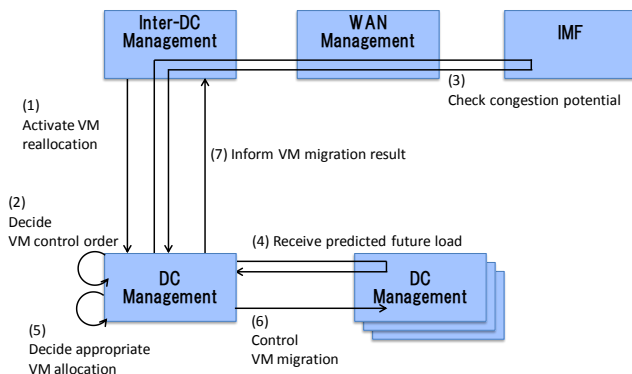 Inter-DC
Management
WAN
Management
IMF
(3)
Check congestion potential
(1)
Activate VM
reallocation
(7) Inform VM migration result
(2)
Decide
VM control order
(4) Receive predicted future load
DC
Management
DC
Management
(5)
Decide appropriate
VM allocation
(6)
Control
VM migration